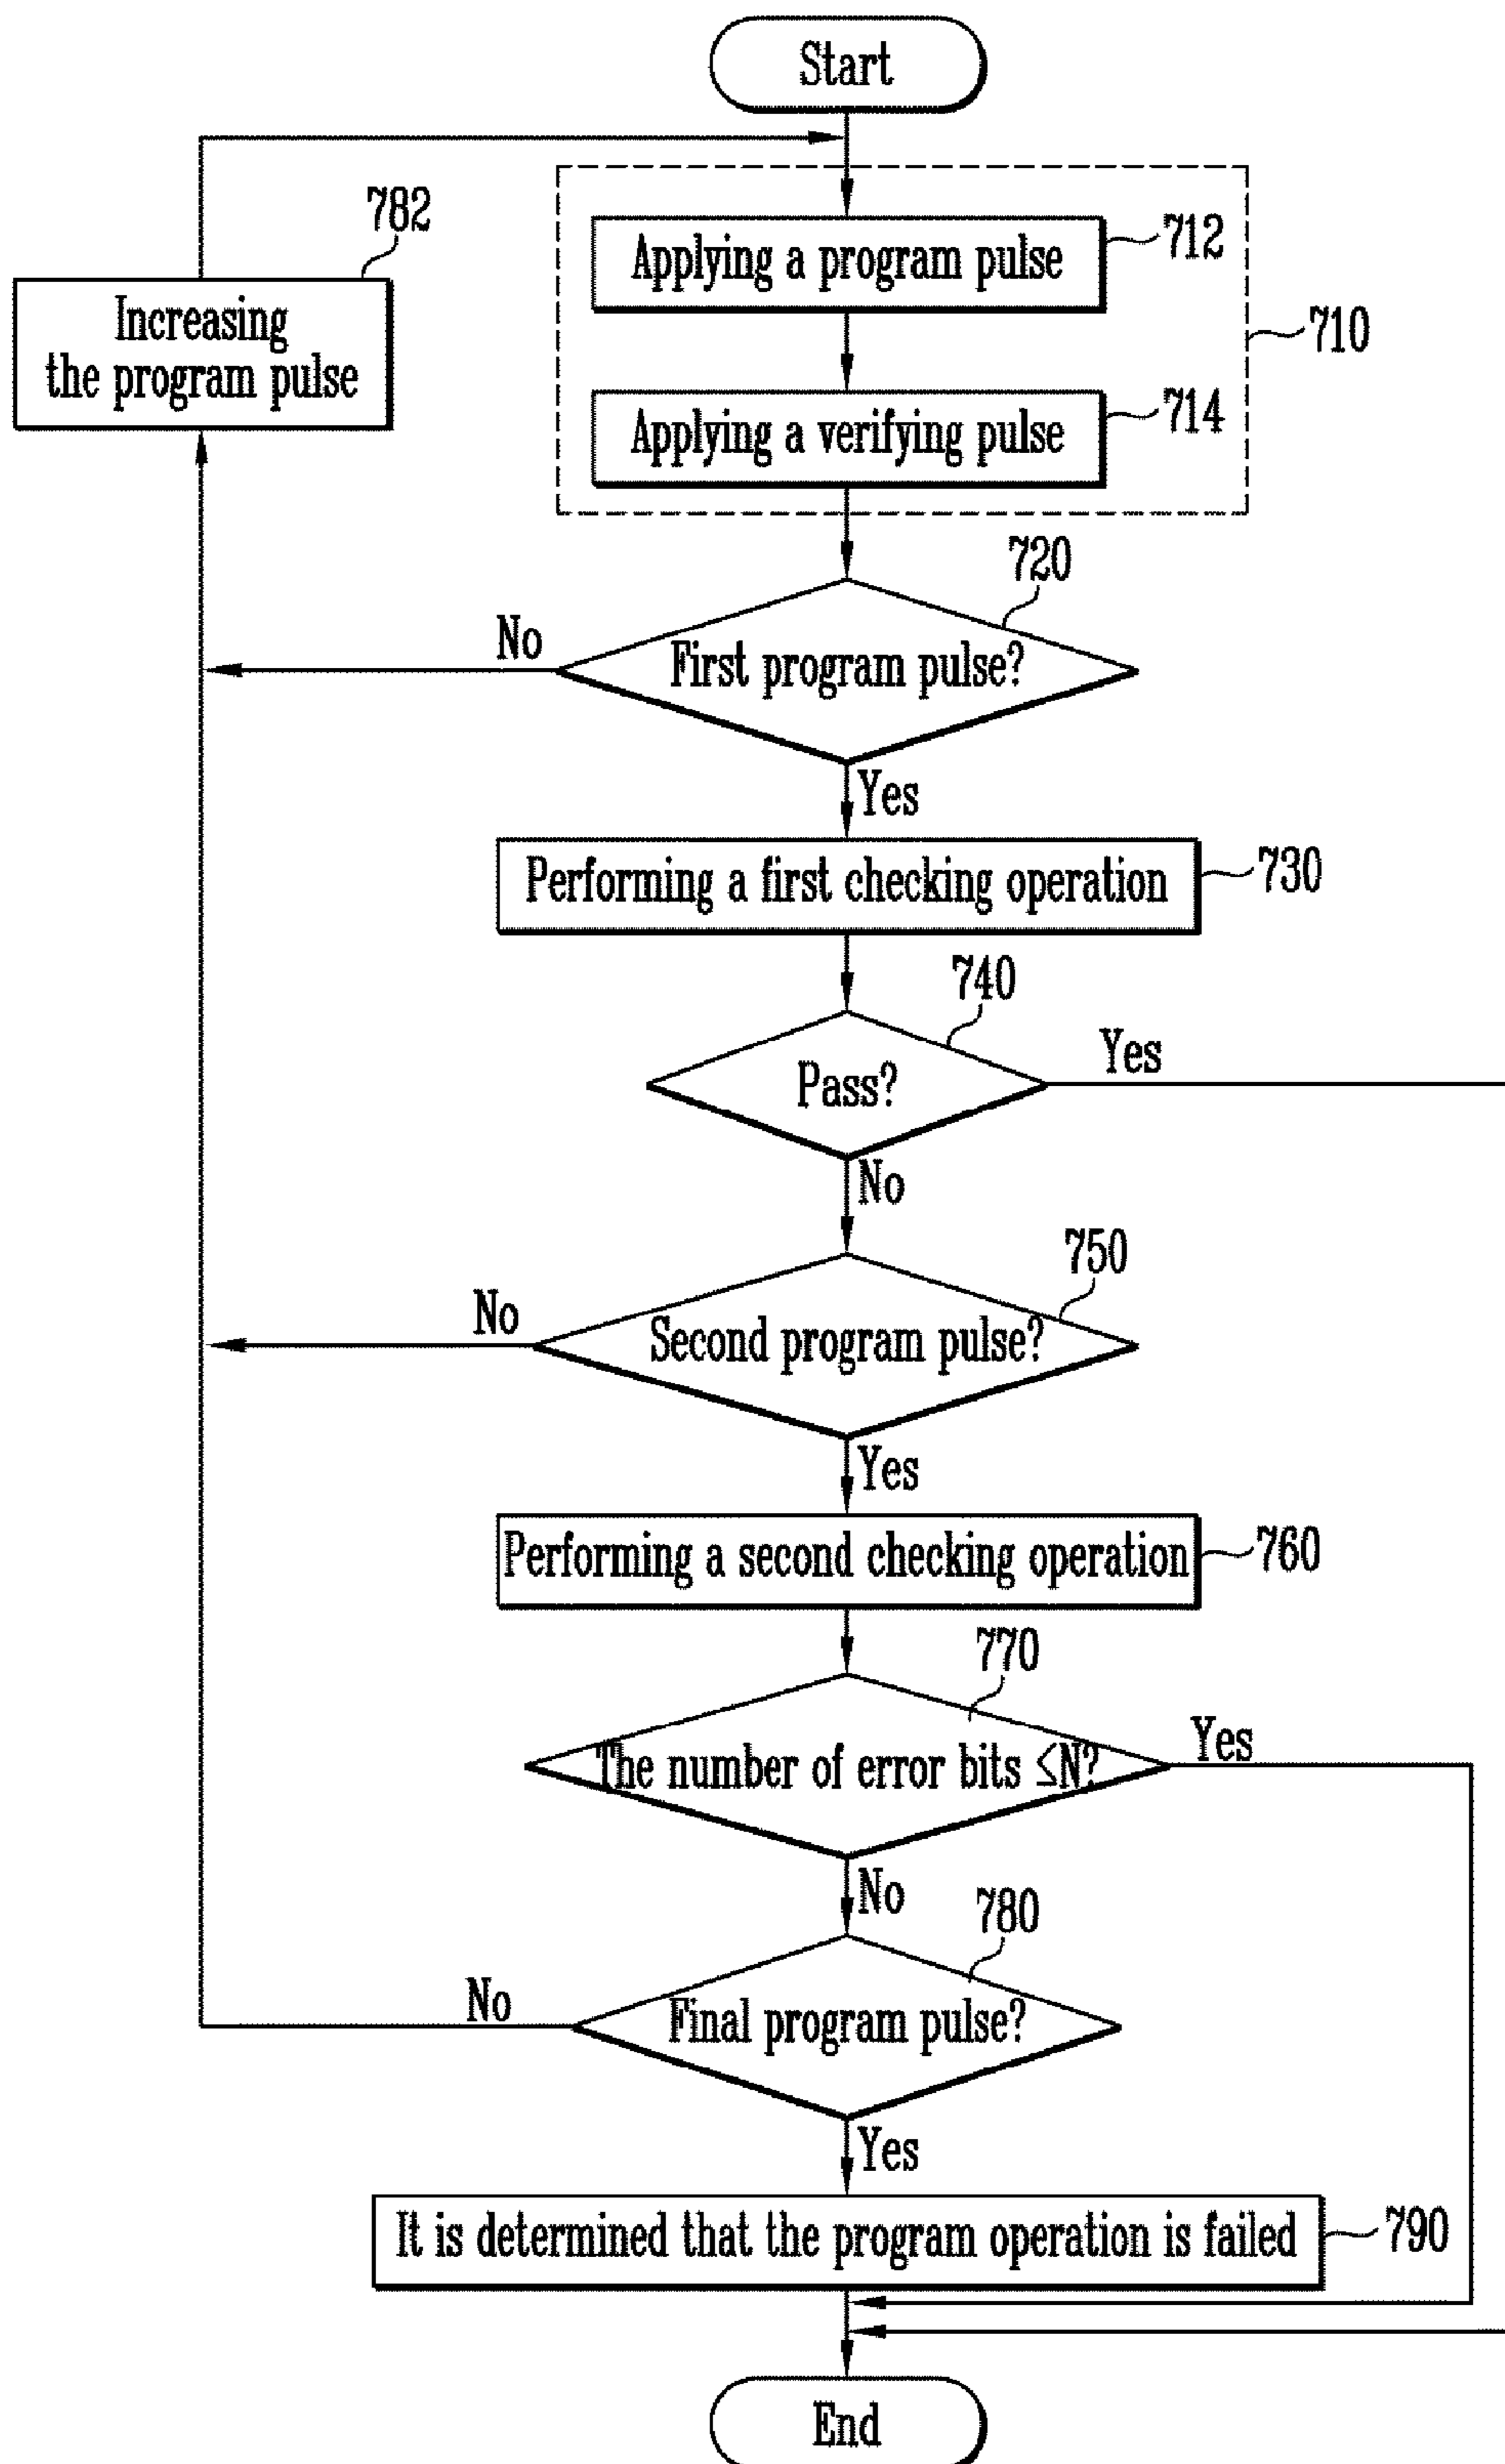 Start
782
Increasing
the program pulse
Applying a program pulse
712
710
Applying a verifying pulse
714
720
First program pulse?
No
Yes
Performing a first checking operation
730
740
Pass?
Yes
No
750
Second program pulse?
No
Yes
Performing a second checking operation
760
770
The number of error bits ≤N?
Yes
No
780
Final program pulse?
No
Yes
It is determined that the program operation is failed
790
End